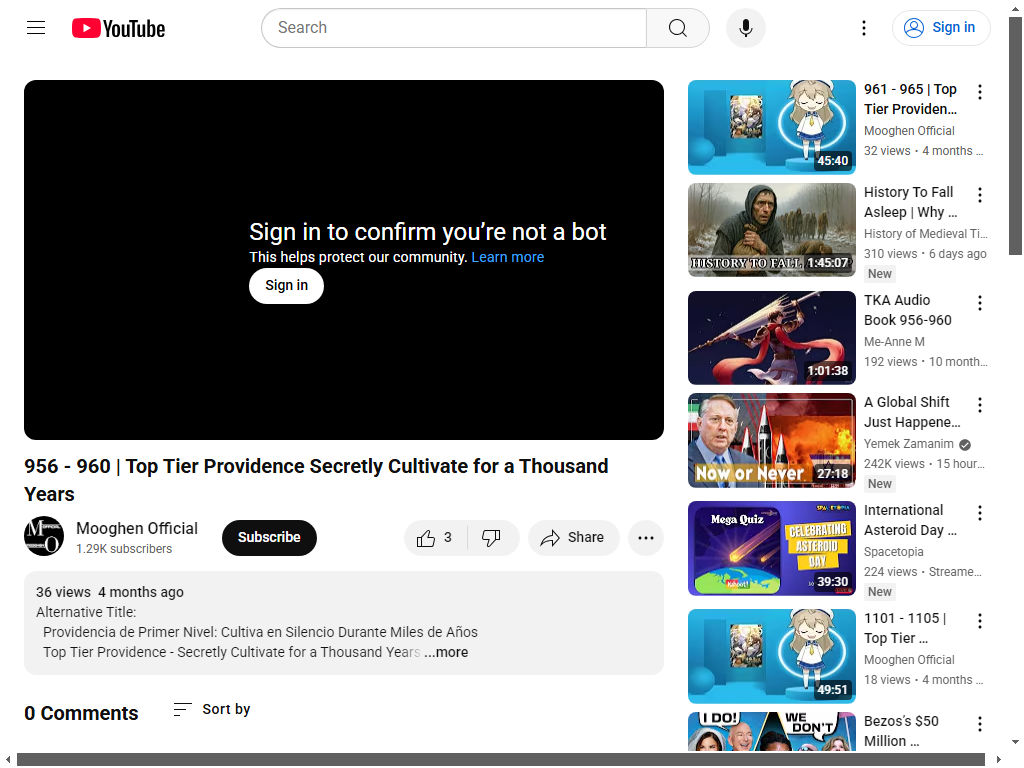 YouTube
Search
Sign in
Sign in to confirm you’re not a bot
This helps protect our community. Learn more
Sign in
956 - 960 | Top Tier Providence Secretly Cultivate for a Thousand
Years
Mooghen Official
1.29K subscribers
Subscribe
3
Share
36 views 4 months ago
Alternative Title:
Providencia de Primer Nivel: Cultiva en Silencio Durante Miles de Años
Top Tier Providence - Secretly Cultivate for a Thousand Years ...more
0 Comments
Sort by
45:40
961 - 965 | Top
Tier Providen…
Mooghen Official
32 views • 4 months …
HISTORY TO FALL
1:45:07
History To Fall
Asleep | Why …
History of Medieval Ti…
310 views • 6 days ago
New
1:01:38
TKA Audio
Book 956-960
Me-Anne M
192 views • 10 month…
Now or Never
27:18
A Global Shift
Just Happene…
Yemek Zamanim
242K views • 15 hour…
New
Mega Quiz
SPACETOPIA
CELEBRATING
ASTEROID
DAY
Kahoot!
39:30
International
Asteroid Day …
Spacetopia
224 views • Streame…
New
49:51
1101 - 1105 |
Top Tier …
Mooghen Official
18 views • 4 months …
I DO!
WE
DON'T
Bezos's $50
Million …